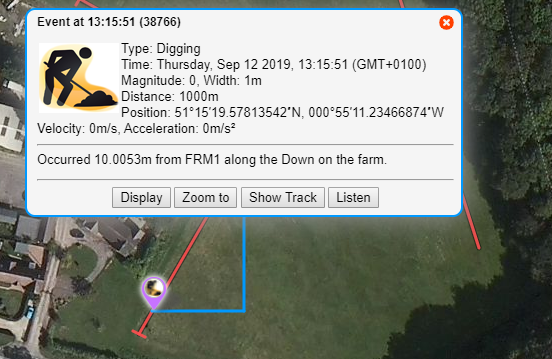 Event at 13:15:51 (38766)
Type: Digging
Time: Thursday, Sep 12 2019, 13:15:51 (GMT+0100)
Magnitude: 0, Width: 1m
Distance: 1000m
Position: 51°15'19.57813542"N, 000°55'11.23466874"W
Velocity: 0m/s, Acceleration: 0m/s²
Occurred 10.0053m from FRM1 along the Down on the farm.
Display Zoom to Show Track Listen